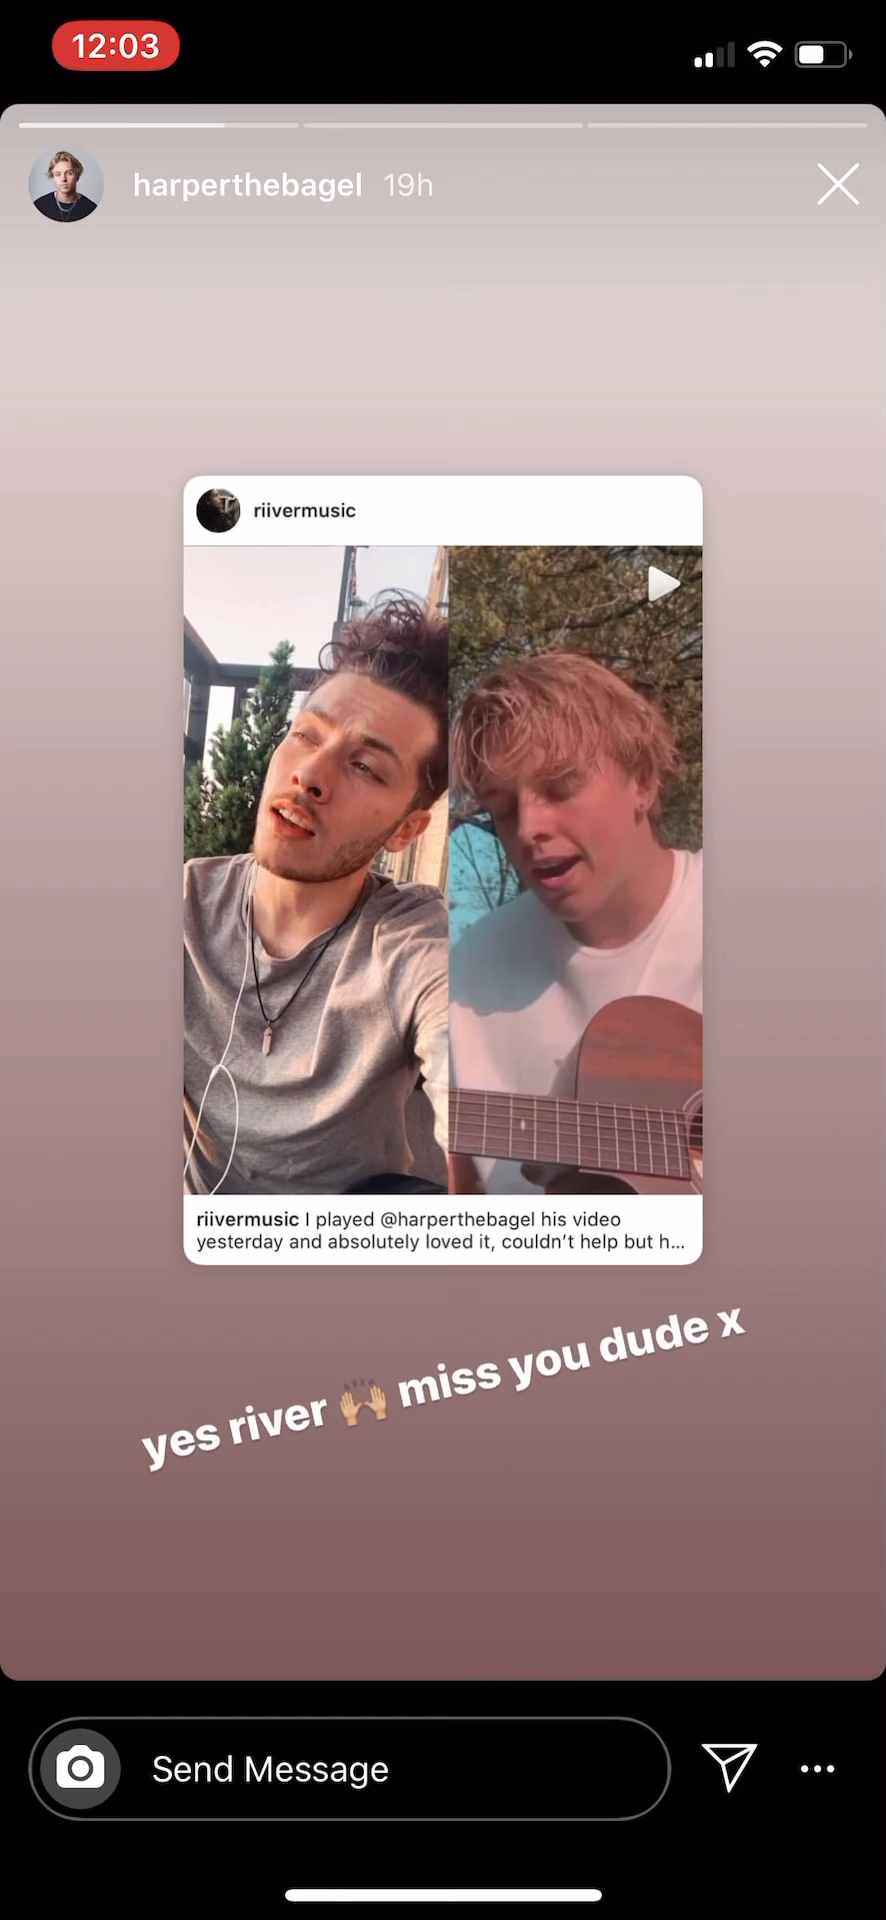 12:03
harperthebagel 19h
riivermusic
riivermusic I played @harperthebagel his video
yesterday and absolutely loved it, couldn’t help but h...
yes river 🙌🏽 miss you dude x
Send Message